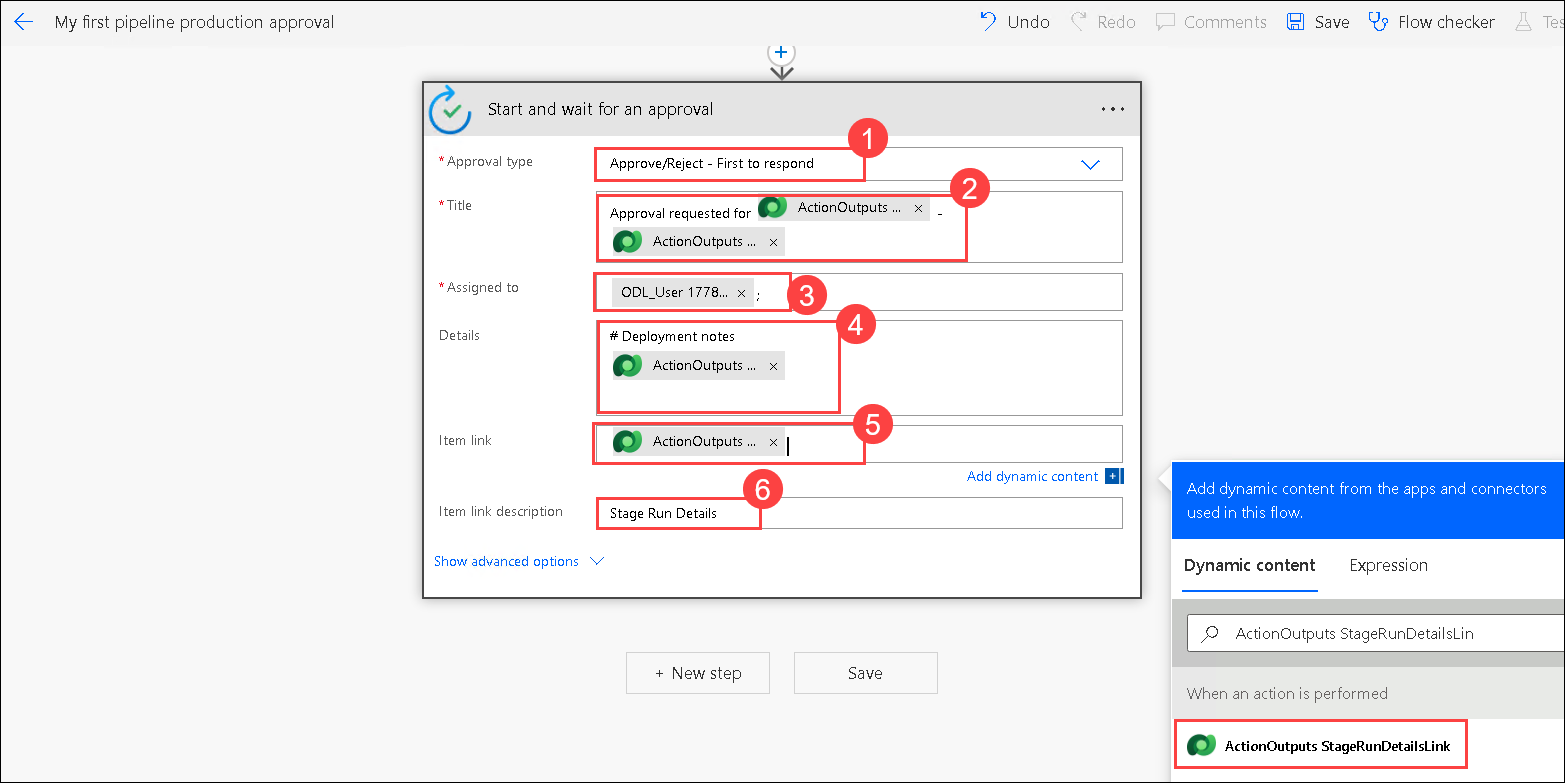 My first pipeline production approval
Undo
Redo
Comments
Save
Flow checker
Tes
Start and wait for an approval
1
* Approval type
Approve/Reject - First to respond
2
* Title
Approval requested for ActionOutputs ... × -
ActionOutputs ... ×
* Assigned to
ODL_User 1778... × ;
3
4
Details
# Deployment notes
ActionOutputs ... ×
5
Item link
ActionOutputs ... ×
Add dynamic content
6
Item link description
Stage Run Details
Show advanced options
+ New step
Save
Add dynamic content from the apps and connectors
used in this flow.
Dynamic content
Expression
ActionOutputs StageRunDetailsLin
When an action is performed
ActionOutputs StageRunDetailsLink